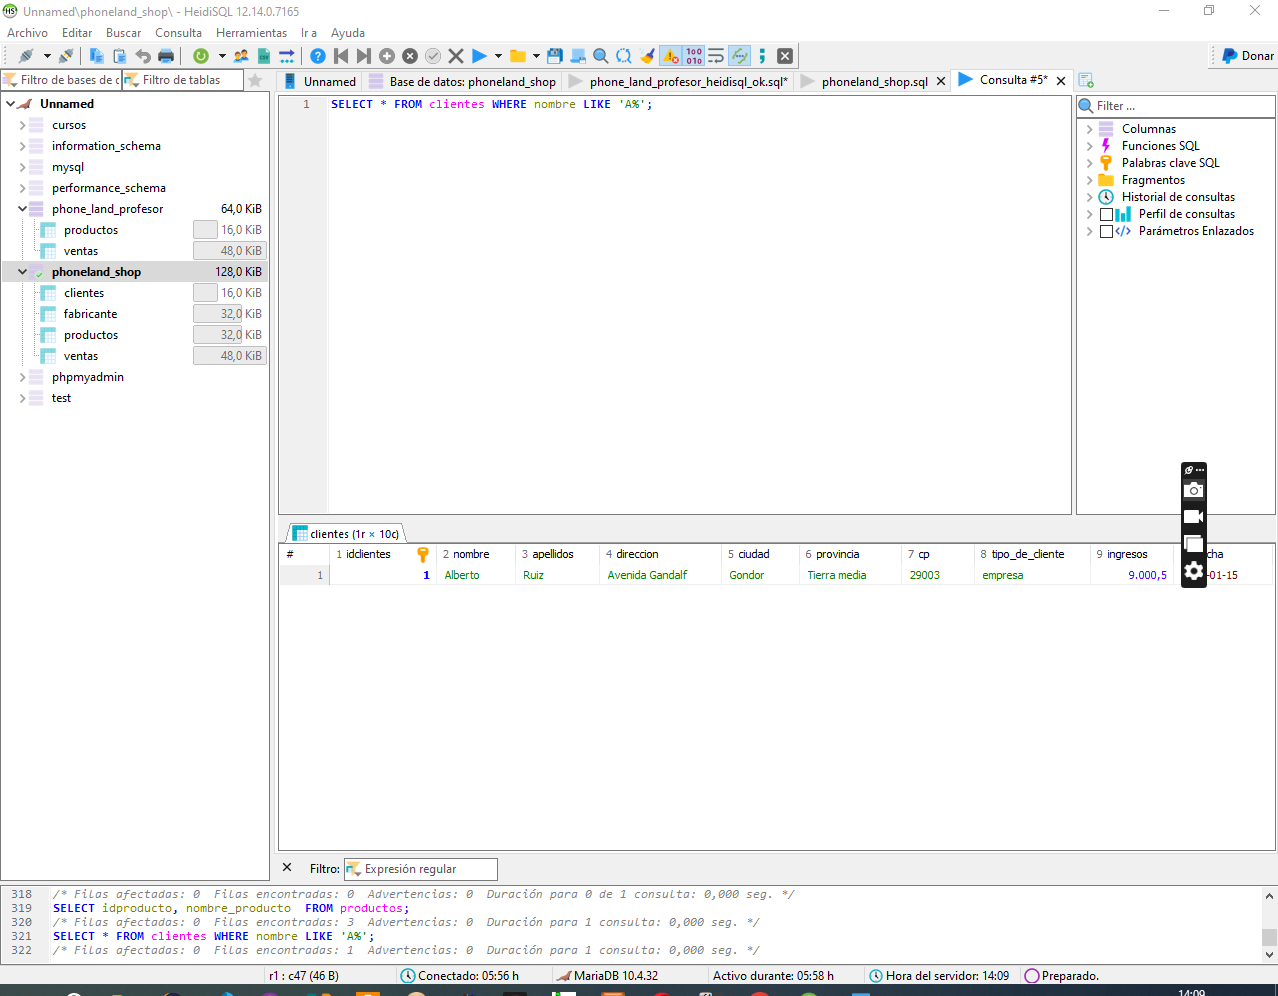 Unnamed\phoneland_shop\ - HeidiSQL 12.14.0.7165
Archivo Editar Buscar Consulta Herramientas Ir a Ayuda
Donar
Filtro de bases de d Filtro de tablas
Unnamed Base de datos: phoneland_shop phone_land_profesor_heidisql_ok.sql* phoneland_shop.sql Consulta #5*
Unnamed
cursos
information_schema
mysql
performance_schema
phone_land_profesor 64,0 KiB
productos 16,0 KiB
ventas 48,0 KiB
phoneland_shop 128,0 KiB
clientes 16,0 KiB
fabricante 32,0 KiB
productos 32,0 KiB
ventas 48,0 KiB
phpmyadmin
test
1 SELECT * FROM clientes WHERE nombre LIKE 'A%';
Filter ...
Columnas
Funciones SQL
Palabras clave SQL
Fragmentos
Historial de consultas
Perfil de consultas
Parámetros Enlazados
clientes (1r × 10c)
# 1 idclientes 2 nombre 3 apellidos 4 direccion 5 ciudad 6 provincia 7 cp 8 tipo_de_cliente 9 ingresos cha
1 1 Alberto Ruiz Avenida Gandalf Gondor Tierra media 29003 empresa 9.000,5 -01-15
Filtro: Expresión regular
318 /* Filas afectadas: 0 Filas encontradas: 0 Advertencias: 0 Duración para 0 de 1 consulta: 0,000 seg. */
319 SELECT idproducto, nombre_producto FROM productos;
320 /* Filas afectadas: 0 Filas encontradas: 3 Advertencias: 0 Duración para 1 consulta: 0,000 seg. */
321 SELECT * FROM clientes WHERE nombre LIKE 'A%';
322 /* Filas afectadas: 0 Filas encontradas: 1 Advertencias: 0 Duración para 1 consulta: 0,000 seg. */
r1 : c47 (46 B) Conectado: 05:56 h MariaDB 10.4.32 Activo durante: 05:58 h Hora del servidor: 14:09 Preparado.
14:09